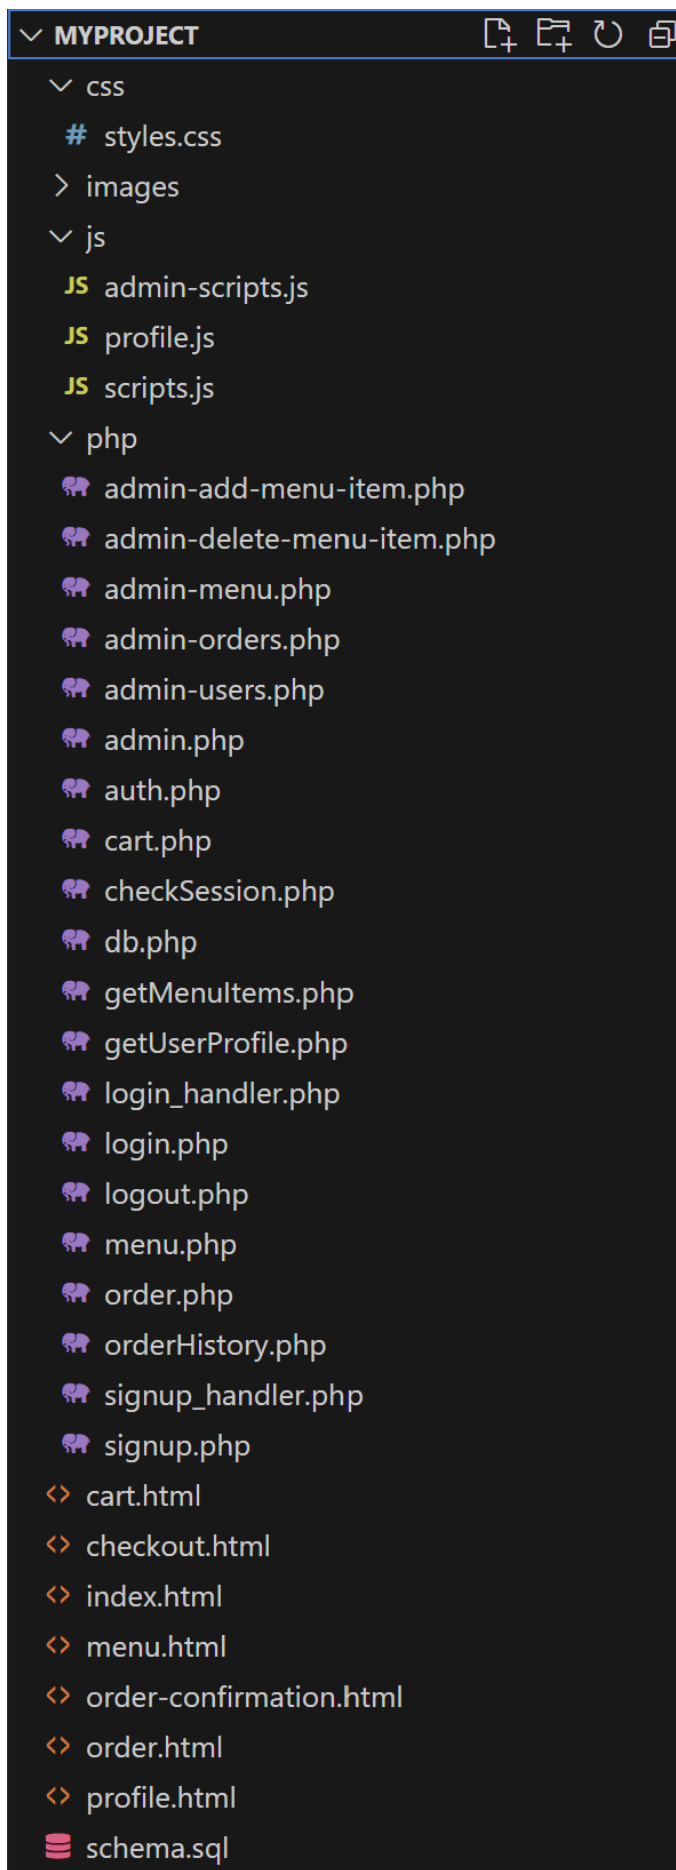 MYPROJECT
css
# styles.css
images
js
JS admin-scripts.js
JS profile.js
JS scripts.js
php
admin-add-menu-item.php
admin-delete-menu-item.php
admin-menu.php
admin-orders.php
admin-users.php
admin.php
auth.php
cart.php
checkSession.php
db.php
getMenuItems.php
getUserProfile.php
login_handler.php
login.php
logout.php
menu.php
order.php
orderHistory.php
signup_handler.php
signup.php
<> cart.html
<> checkout.html
<> index.html
<> menu.html
<> order-confirmation.html
<> order.html
<> profile.html
schema.sql